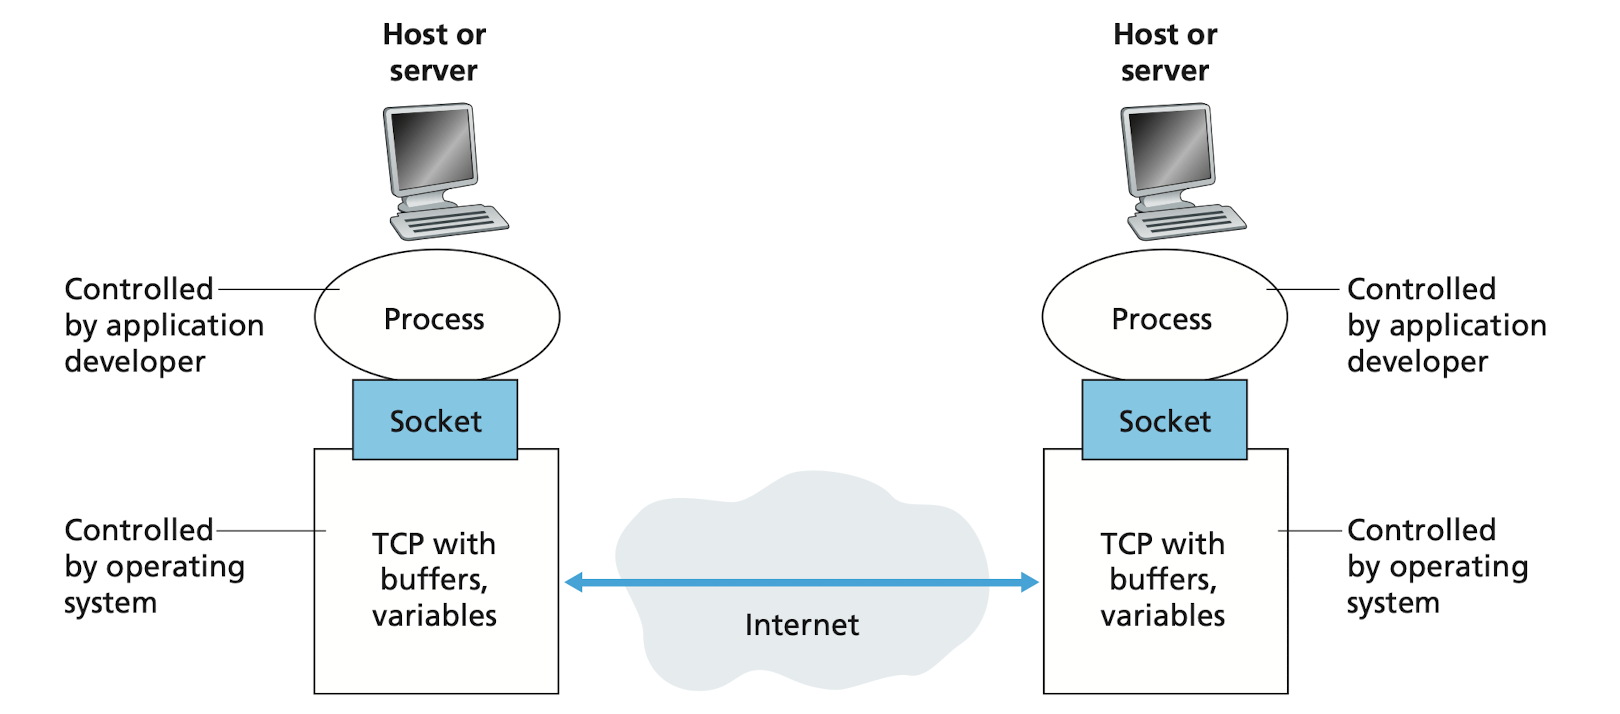 Host or
server
Host or
server
Controlled
by application
developer
Process
Process
Controlled
by application
developer
Socket
Socket
Controlled
by operating
system
TCP with
buffers,
variables
Internet
TCP with
buffers,
variables
Controlled
by operating
system